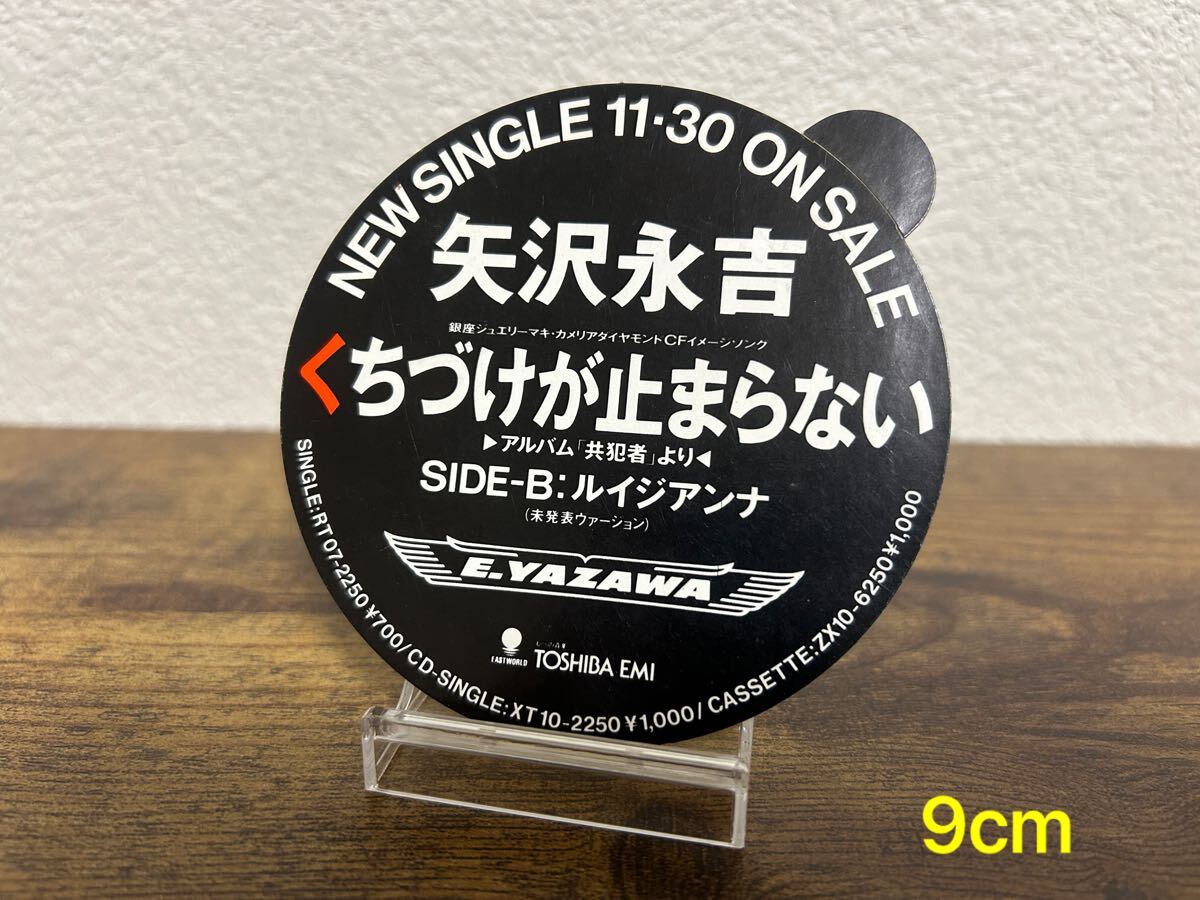 NEW SINGLE 11·30 ON SALE
矢沢永吉
銀座ジュエリーマキ・カメリアダイヤモンドCFイメージソング
くちづけが止まらない
▶アルバム「共犯者」より◀
SIDE-B:ルイジアンナ
(未発表ヴァージョン)
E.YAZAWA
EASTWORLD
TOSHIBA EMI
SINGLE:RT07-2250¥700/CD-SINGLE:XT10-2250¥1,000/CASSETTE:ZX10-6250¥1,000
9cm